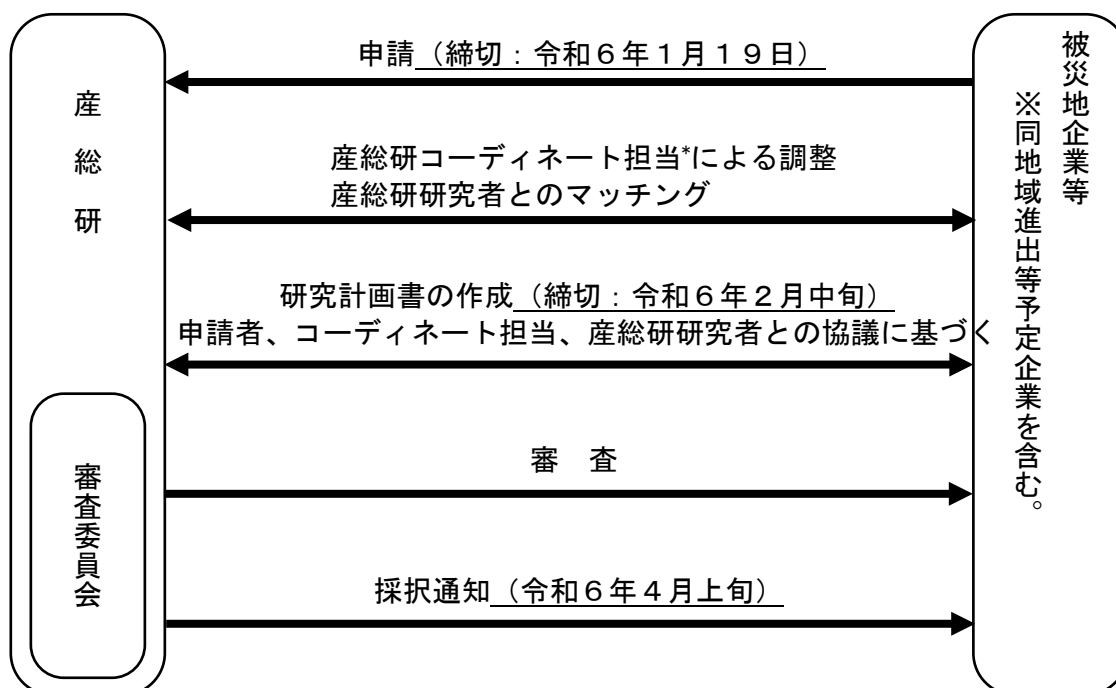 産総研
審査委員会
申請（締切：令和６年１月１９日）
産総研コーディネート担当*による調整
産総研研究者とのマッチング
研究計画書の作成（締切：令和６年２月中旬）
申請者、コーディネート担当、産総研研究者との協議に基づく
審　査
採択通知（令和６年４月上旬）
被災地企業等
※同地域進出等予定企業を含む。